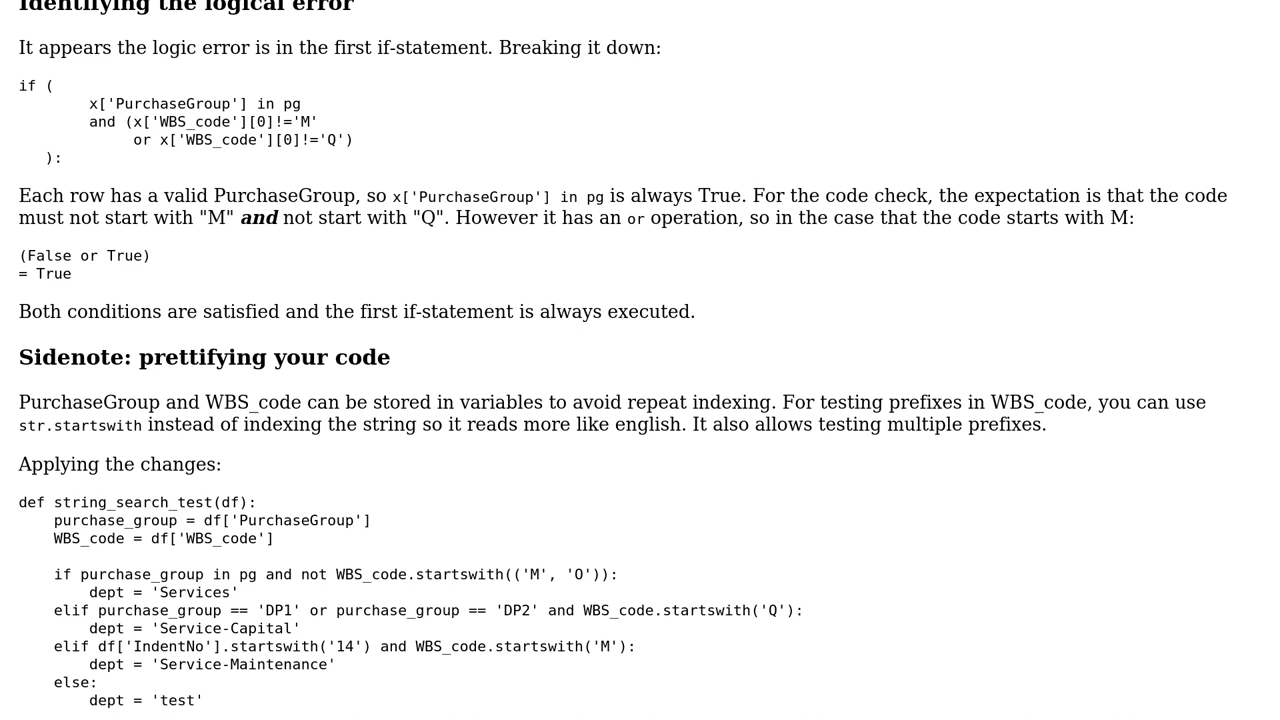 Identifying the logical error
It appears the logic error is in the first if-statement. Breaking it down:
if (
        x['PurchaseGroup'] in pg
        and (x['WBS_code'][0]!='M'
             or x['WBS_code'][0]!='Q')
   ):
Each row has a valid PurchaseGroup, so x['PurchaseGroup'] in pg is always True. For the code check, the expectation is that the code
must not start with "M" and not start with "Q". However it has an or operation, so in the case that the code starts with M:
(False or True)
= True
Both conditions are satisfied and the first if-statement is always executed.
Sidenote: prettifying your code
PurchaseGroup and WBS_code can be stored in variables to avoid repeat indexing. For testing prefixes in WBS_code, you can use
str.startswith instead of indexing the string so it reads more like english. It also allows testing multiple prefixes.
Applying the changes:
def string_search_test(df):
    purchase_group = df['PurchaseGroup']
    WBS_code = df['WBS_code']
    if purchase_group in pg and not WBS_code.startswith(('M', 'O')):
        dept = 'Services'
    elif purchase_group == 'DP1' or purchase_group == 'DP2' and WBS_code.startswith('Q'):
        dept = 'Service-Capital'
    elif df['IndentNo'].startswith('14') and WBS_code.startswith('M'):
        dept = 'Service-Maintenance'
    else:
        dept = 'test'